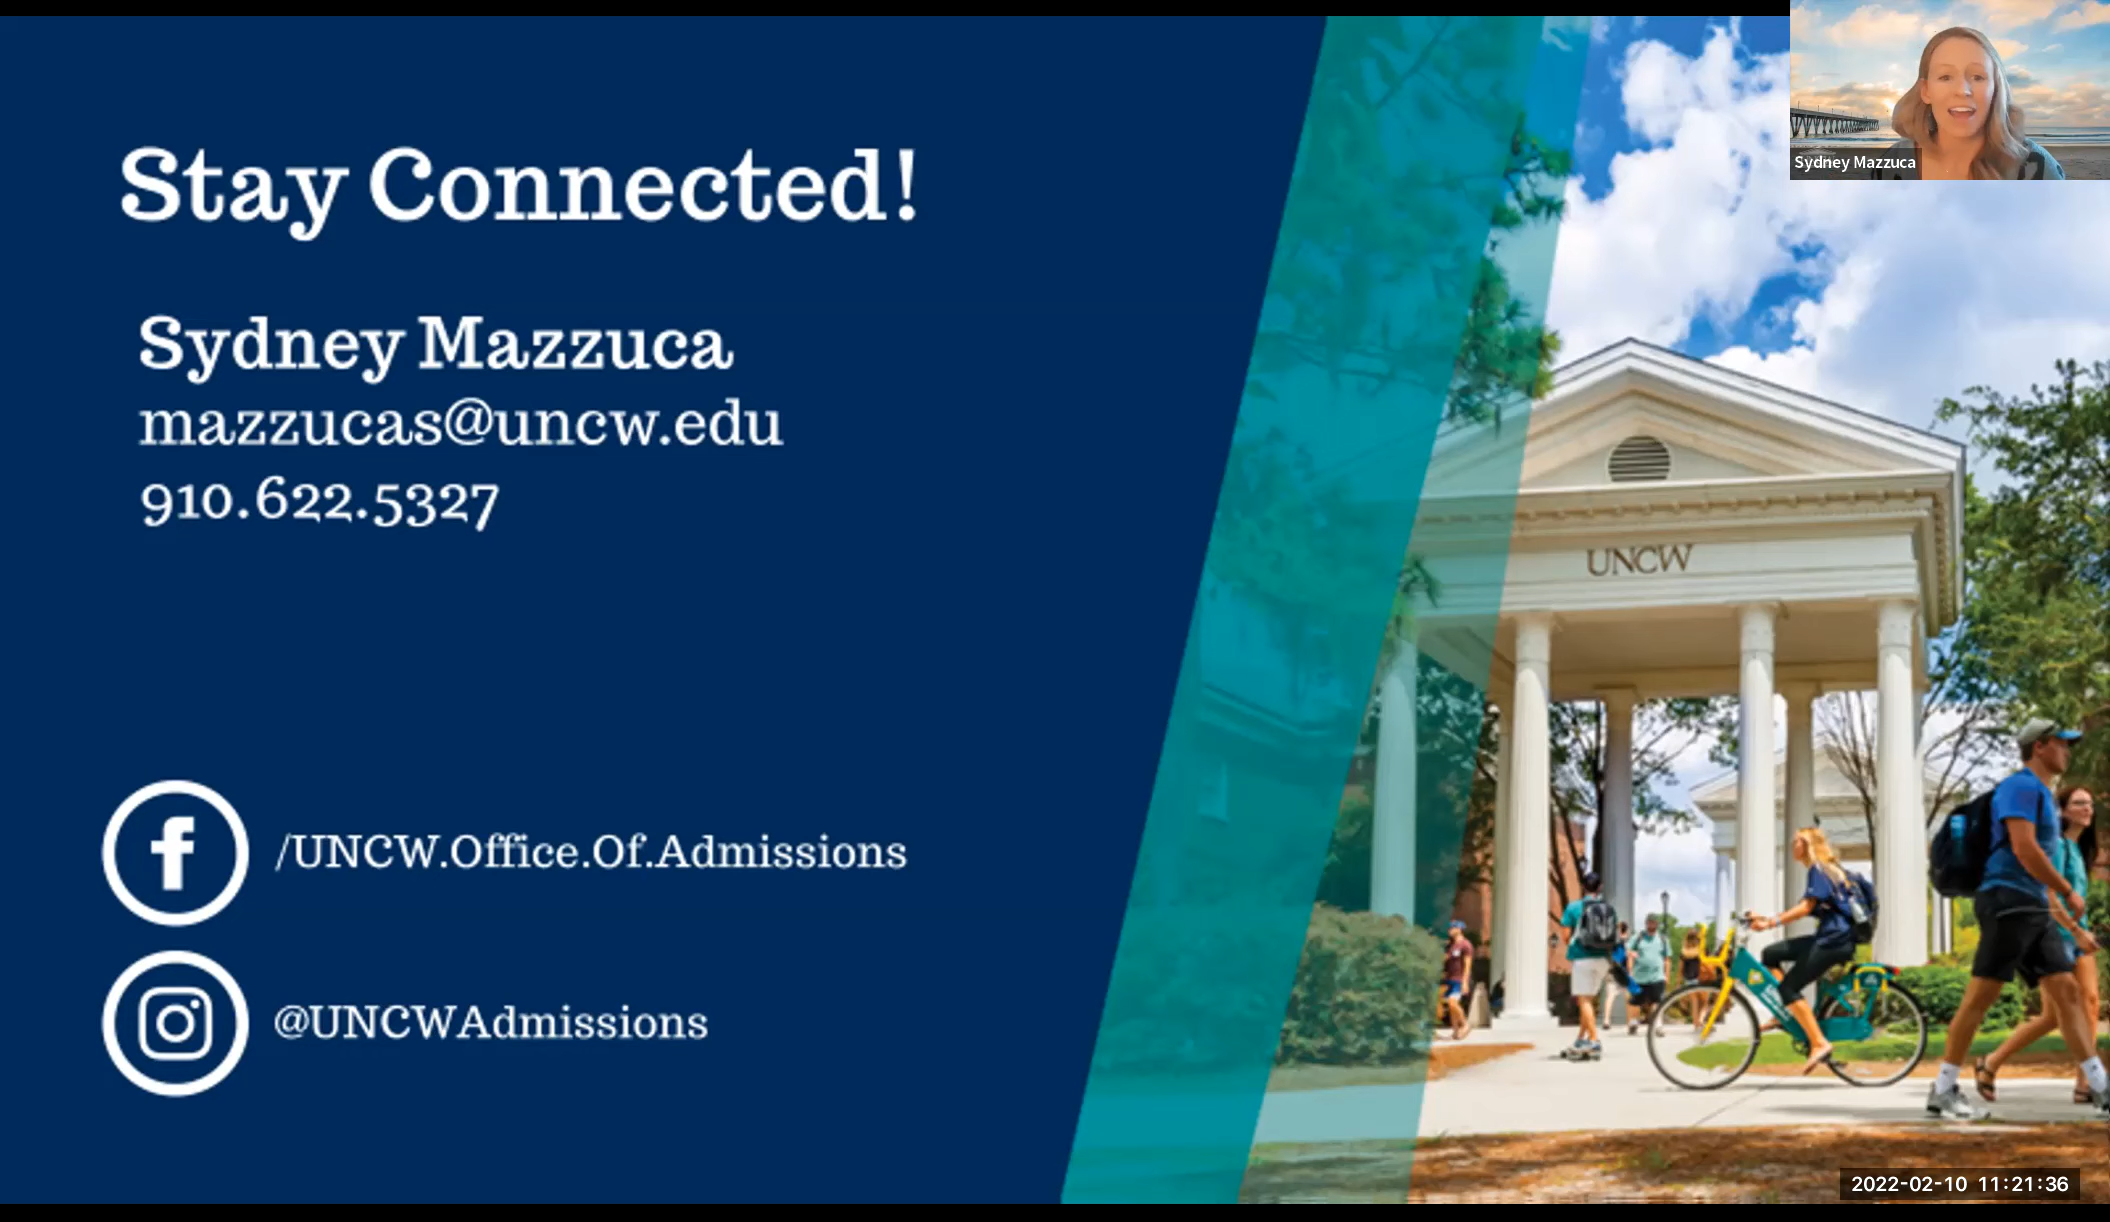 Stay Connected!
Sydney Mazzuca
mazzucas@uncw.edu
910.622.5327
/UNCW.Office.Of.Admissions
@UNCWAdmissions
UNCW
Sydney Mazzuca
2022-02-10 11:21:36